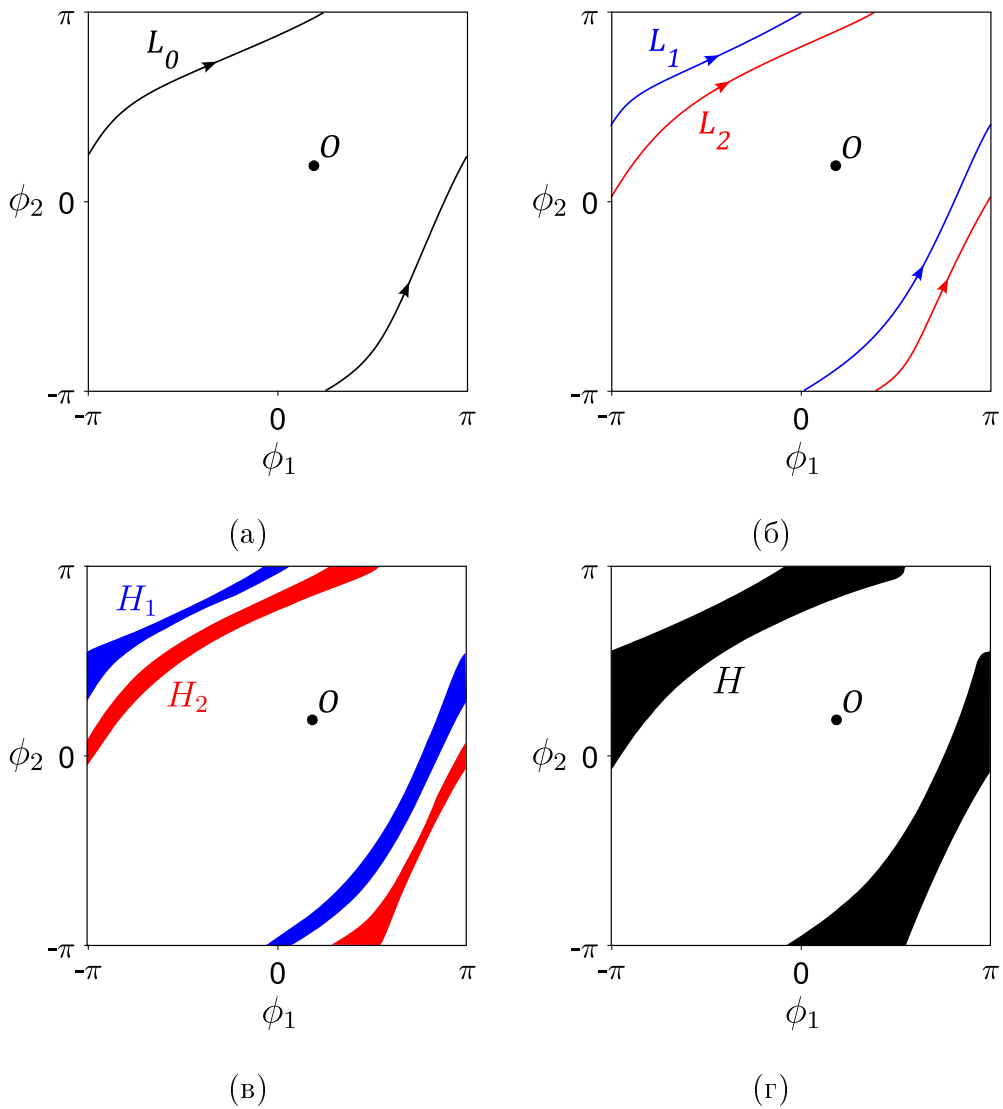 π π
L₀ L₁
L₂
O O
ϕ₂ 0 ϕ₂ 0
-π -π
-π 0 π -π 0 π
ϕ₁ ϕ₁
(а) (б)
π π
H₁
H₂ H
O O
ϕ₂ 0 ϕ₂ 0
-π -π
-π 0 π -π 0 π
ϕ₁ ϕ₁
(в) (г)